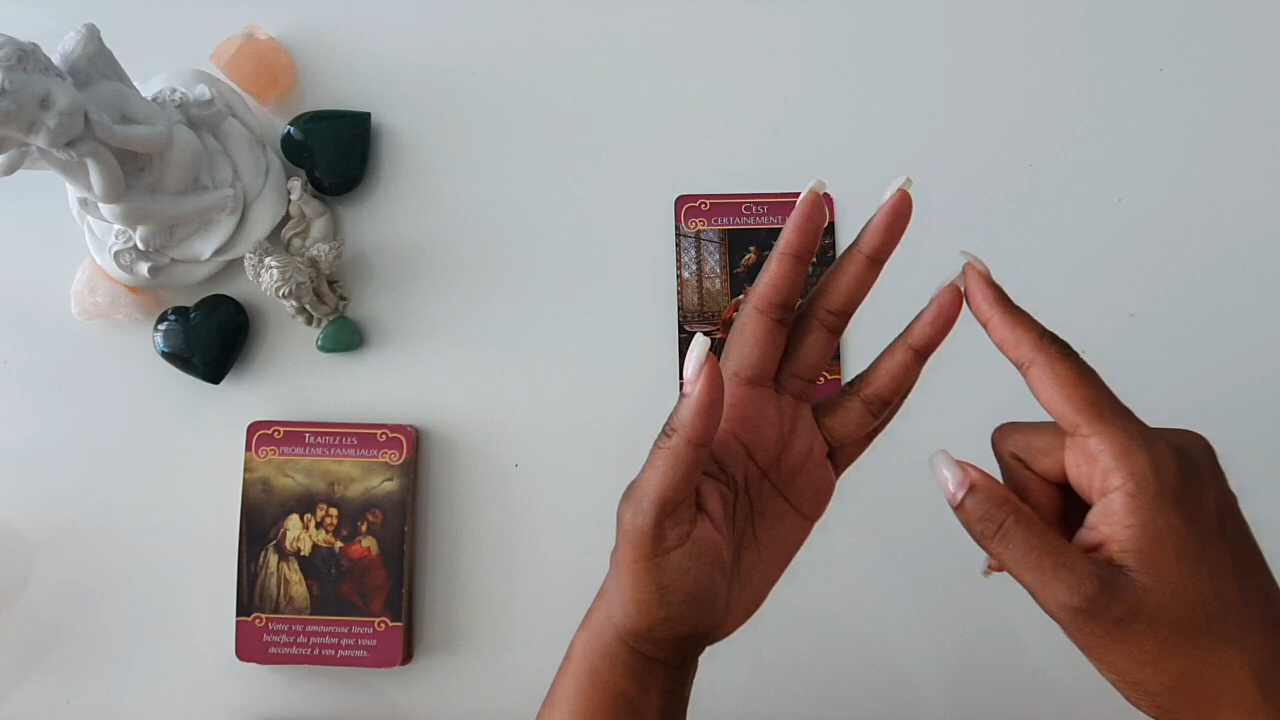 C'EST
CERTAINEMENT
TRAITEZ LES
PROBLÈMES FAMILIAUX
Votre vie amoureuse tirera
bénéfice du pardon que vous
accorderez à vos parents.